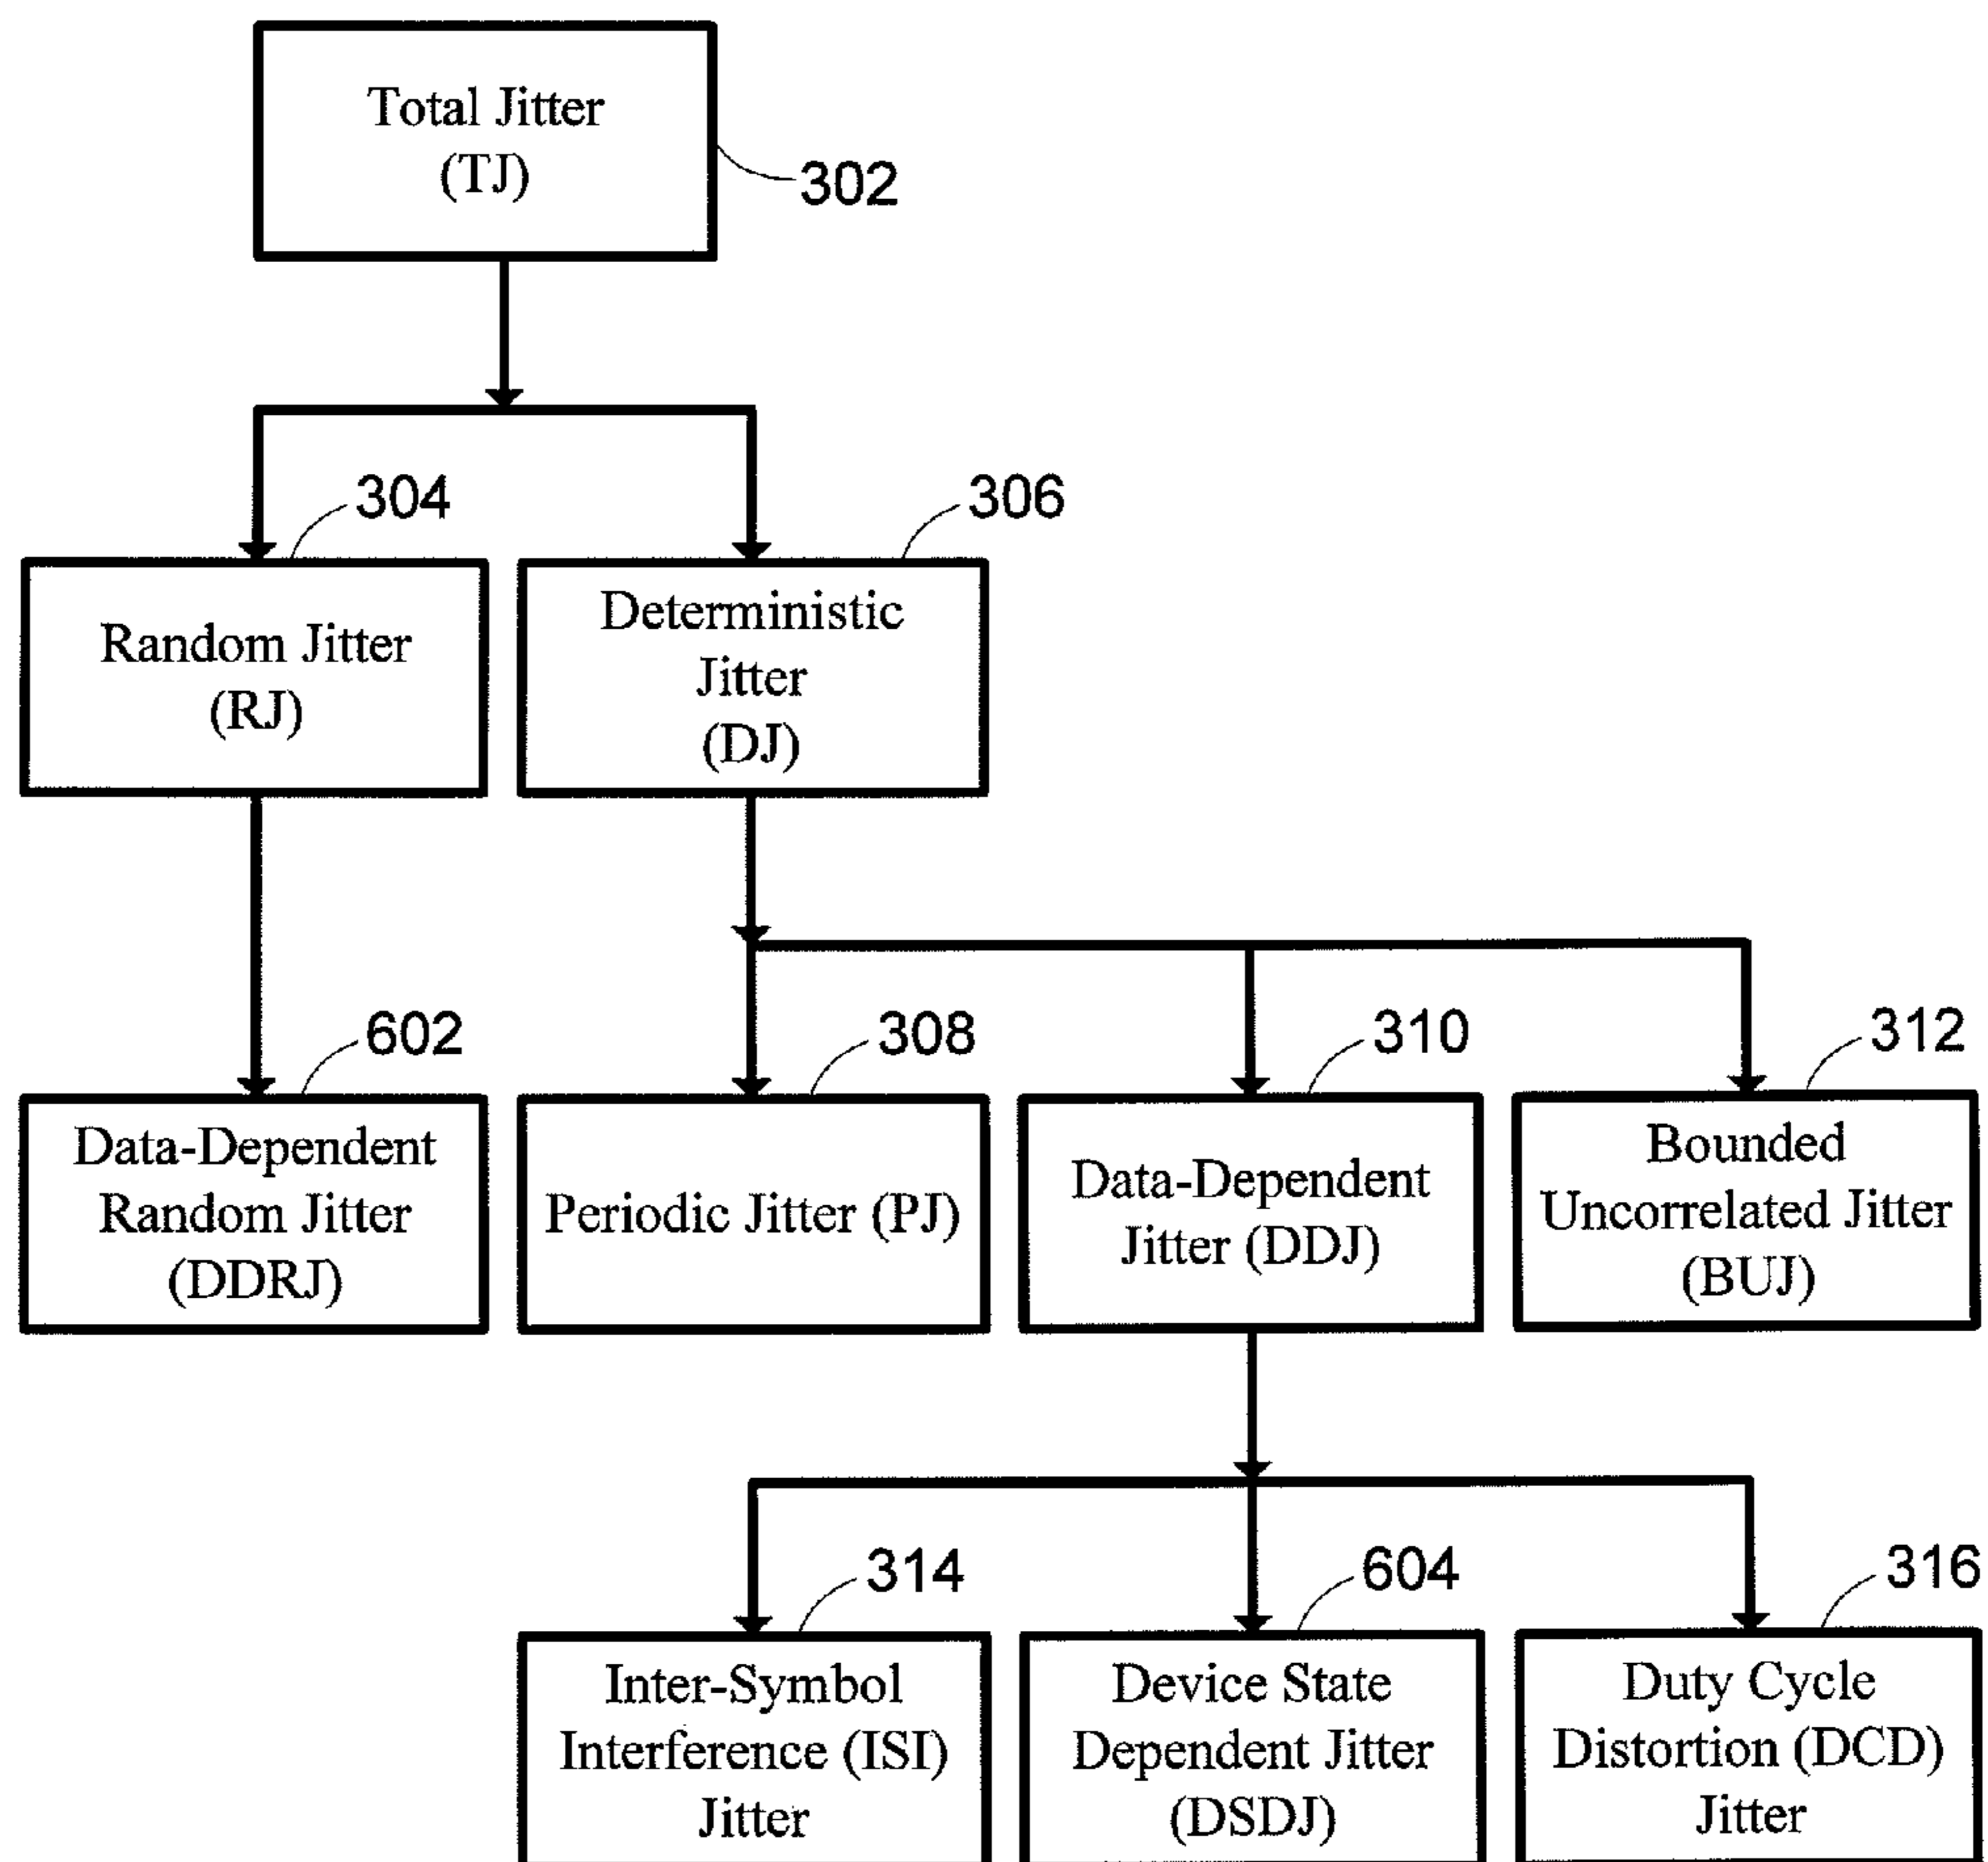 Total Jitter
(TJ)
302
304
306
Random Jitter
(RJ)
Deterministic
Jitter
(DJ)
602
308
310
312
Data-Dependent
Random Jitter
(DDRJ)
Periodic Jitter (PJ)
Data-Dependent
Jitter (DDJ)
Bounded
Uncorrelated Jitter
(BUJ)
314
604
316
Inter-Symbol
Interference (ISI)
Jitter
Device State
Dependent Jitter
(DSDJ)
Duty Cycle
Distortion (DCD)
Jitter